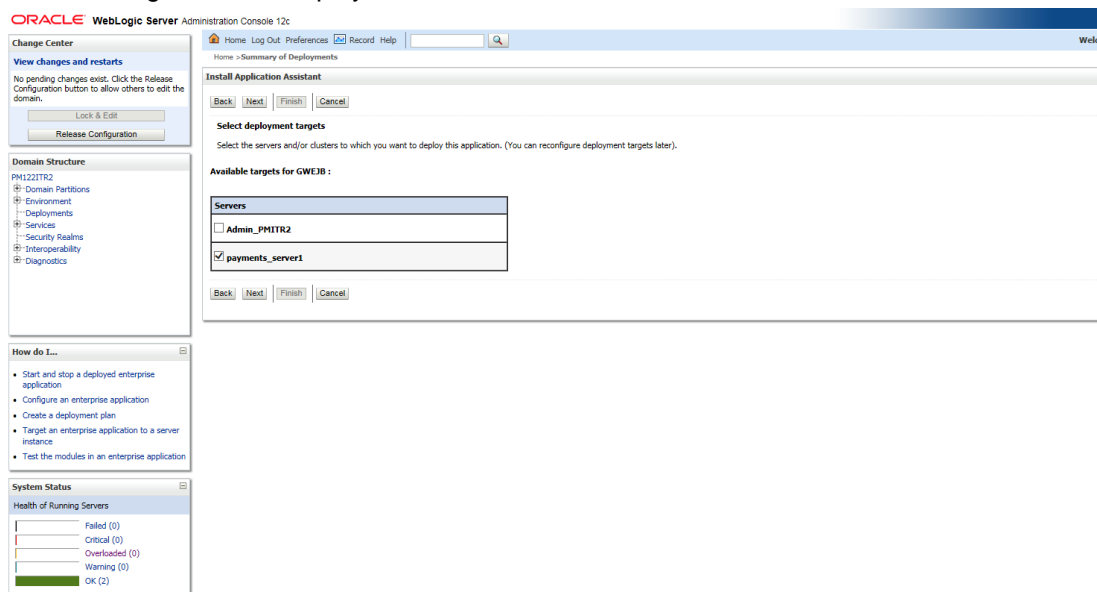 ORACLE WebLogic Server Administration Console 12c
Change Center
View changes and restarts
No pending changes exist. Click the Release
Configuration button to allow others to edit the
domain.
Lock & Edit
Release Configuration
Domain Structure
PM122ITR2
Domain Partitions
Environment
Deployments
Services
Security Realms
Interoperability
Diagnostics
How do I...
Start and stop a deployed enterprise
application
Configure an enterprise application
Create a deployment plan
Target an enterprise application to a server
instance
Test the modules in an enterprise application
System Status
Health of Running Servers
Failed (0)
Critical (0)
Overloaded (0)
Warning (0)
OK (2)
Home Log Out Preferences Record Help
Home >Summary of Deployments
Install Application Assistant
Back Next Finish Cancel
Select deployment targets
Select the servers and/or clusters to which you want to deploy this application. (You can reconfigure deployment targets later).
Available targets for GWEJB :
Servers
Admin_PMITR2
payments_server1
Back Next Finish Cancel